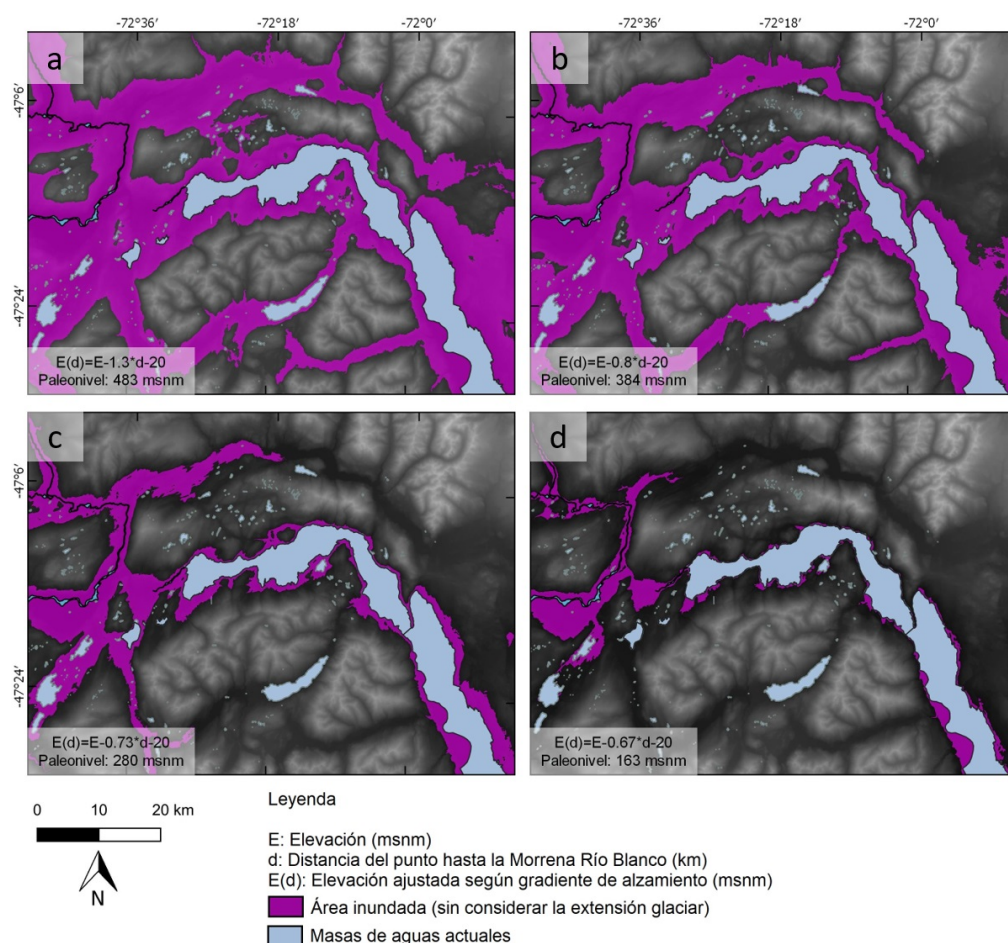 -72°36′ -72°18′ -72°0′ -72°36′ -72°18′ -72°0′
a
b
-47°6′
-47°24′
E(d)=E-1.3*d-20
Paleonivel: 483 msnm
E(d)=E-0.8*d-20
Paleonivel: 384 msnm
c
d
-47°6′
-47°24′
E(d)=E-0.73*d-20
Paleonivel: 280 msnm
E(d)=E-0.67*d-20
Paleonivel: 163 msnm
0 10 20 km
N
Leyenda
E: Elevación (msnm)
d: Distancia del punto hasta la Morrena Río Blanco (km)
E(d): Elevación ajustada según gradiente de alzamiento (msnm)
Área inundada (sin considerar la extensión glaciar)
Masas de aguas actuales